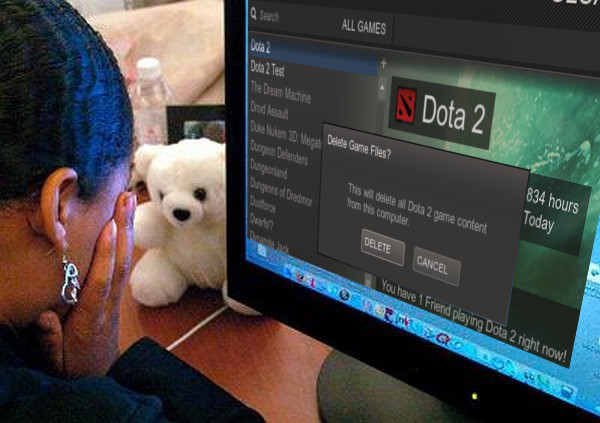 Search
ALL GAMES
Dota 2
Dota 2 Test
The Dream Machine
Droid Assault
Duke Nukem 3D: Megat
Dungeon Defenders
Dungeonland
Dungeons of Dredmor
Dustforce
Dwarfs!?
Dynamite Jack
+
Dota 2
Delete Game Files?
This will delete all Dota 2 game content
from this computer.
DELETE
CANCEL
834 hours
Today
You have 1 Friend playing Dota 2 right now!